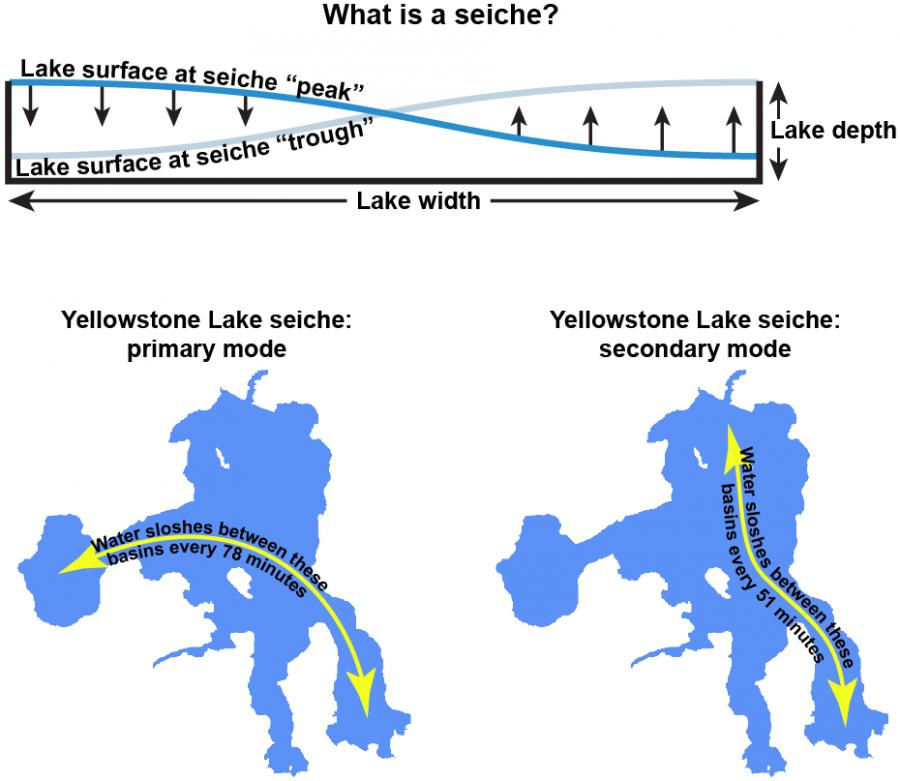 What is a seiche?
Lake surface at seiche “peak”
Lake surface at seiche “trough”
Lake depth
Lake width
Yellowstone Lake seiche:
primary mode
Water sloshes between these
basins every 78 minutes
Yellowstone Lake seiche:
secondary mode
Water sloshes between these
basins every 51 minutes